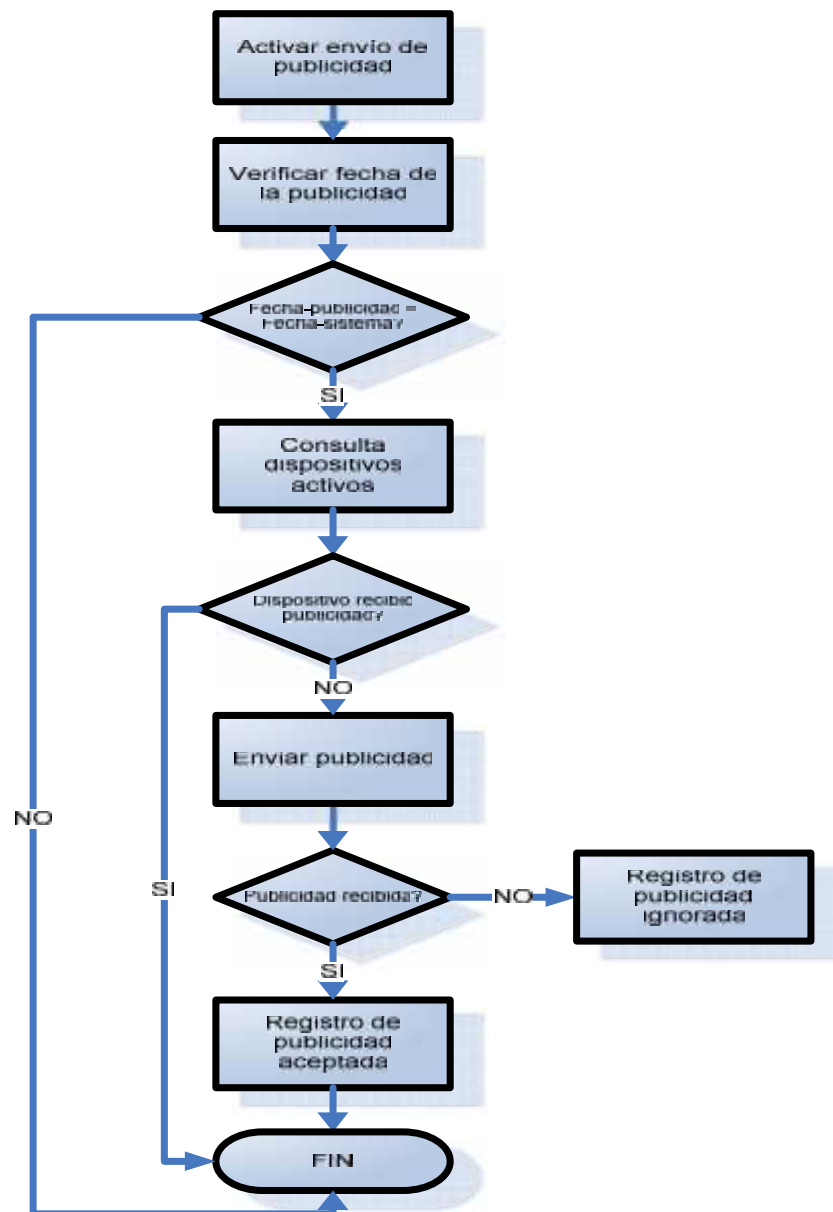 Activar envío de
publicidad
Verificar fecha de
la publicidad
Fecha-publicidad =
Fecha-sistema?
SI
Consulta
dispositivos
activos
Dispositivo recibio
publicidad?
NO
Enviar publicidad
NO
SI
Publicidad recibida?
NO
Registro de
publicidad
ignorada
SI
Registro de
publicidad
aceptada
FIN